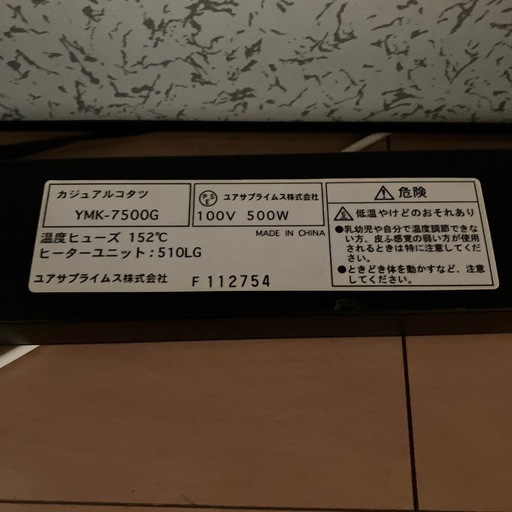 カジュアルコタツ
YMK-7500G
PSE ユアサプライムス株式会社
100V 500W
MADE IN CHINA
温度ヒューズ 152℃
ヒーターユニット：510LG
ユアサプライムス株式会社
F 112754
危険
低温やけどのおそれあり
●乳幼児や自分で温度調節できな
い方、皮ふ感覚の弱い方が使用
されるときは特に注意してください。
●ときどき体を動かすなど、注意
してください。